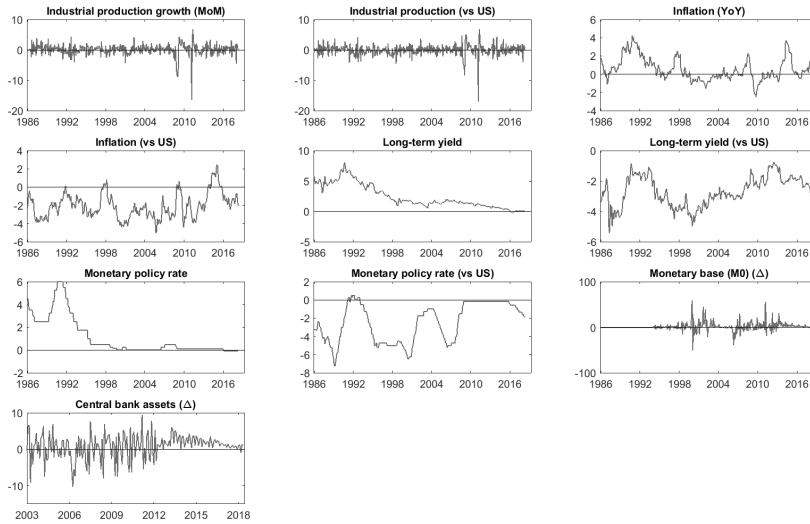 Industrial production growth (MoM)
10
0
-10
-20
1986 1992 1998 2004 2010 2016
Industrial production (vs US)
10
0
-10
-20
1986 1992 1998 2004 2010 2016
Inflation (YoY)
6
4
2
0
-2
-4
1986 1992 1998 2004 2010 2016
Inflation (vs US)
4
2
0
-2
-4
-6
1986 1992 1998 2004 2010 2016
Long-term yield
10
5
0
-5
1986 1992 1998 2004 2010 2016
Long-term yield (vs US)
0
-2
-4
-6
1986 1992 1998 2004 2010 2016
Monetary policy rate
6
4
2
0
-2
1986 1992 1998 2004 2010 2016
Monetary policy rate (vs US)
2
0
-2
-4
-6
-8
1986 1992 1998 2004 2010 2016
Monetary base (M0) (Δ)
100
0
-100
1986 1992 1998 2004 2010 2016
Central bank assets (Δ)
10
0
-10
2003 2006 2009 2012 2015 2018